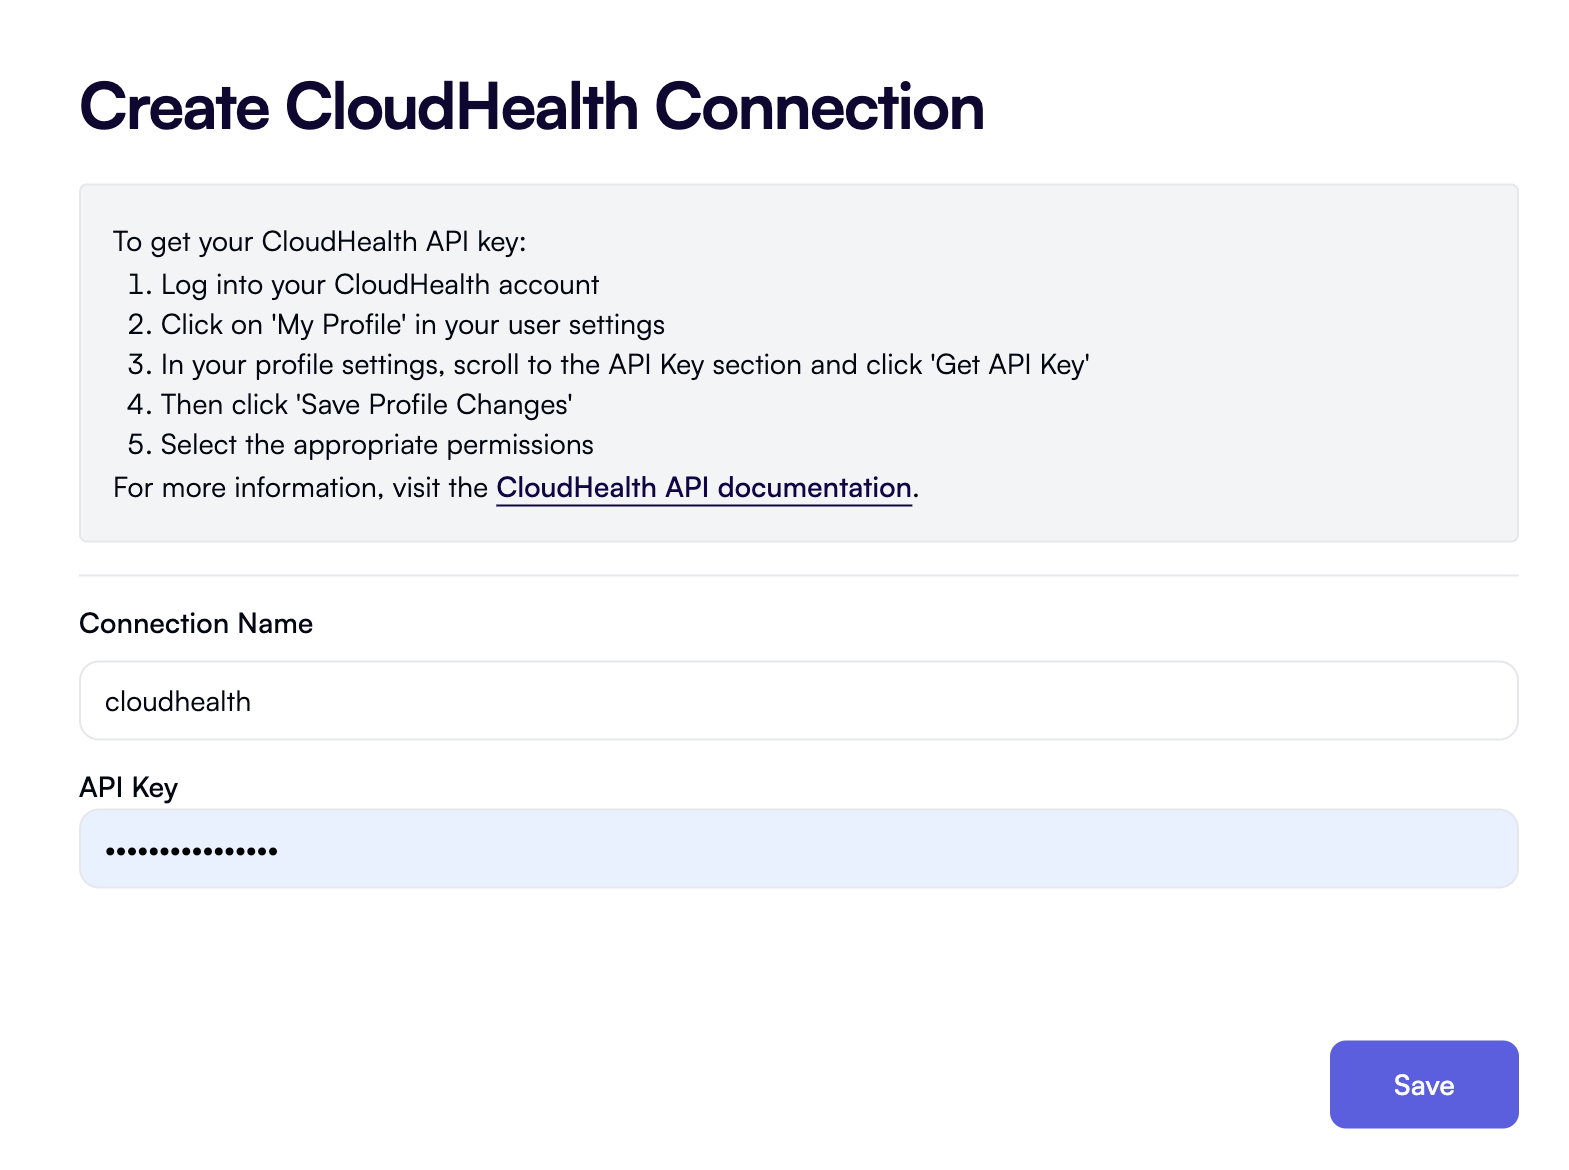 Create CloudHealth Connection
To get your CloudHealth API key:
1. Log into your CloudHealth account
2. Click on 'My Profile' in your user settings
3. In your profile settings, scroll to the API Key section and click 'Get API Key'
4. Then click 'Save Profile Changes'
5. Select the appropriate permissions
For more information, visit the CloudHealth API documentation.
Connection Name
cloudhealth
API Key
••••••••••••••••
Save